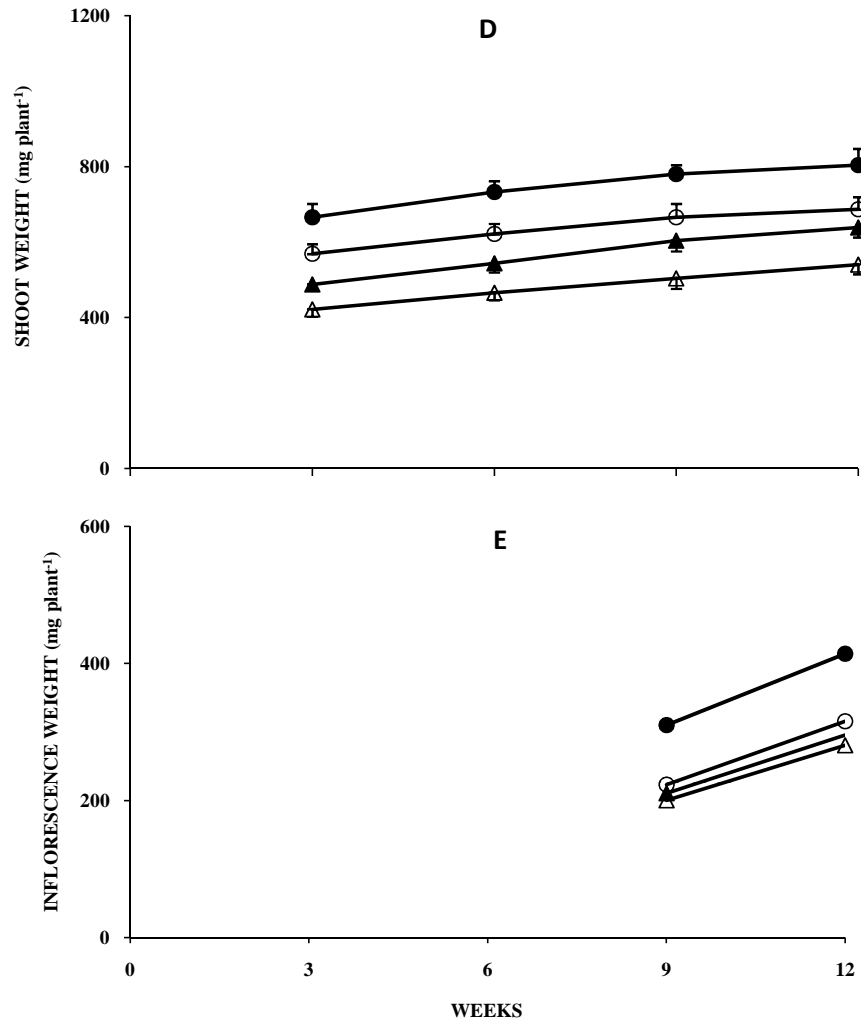 D
SHOOT WEIGHT (mg plant⁻¹)
1200
800
400
0
E
INFLORESCENCE WEIGHT (mg plant⁻¹)
600
400
200
0
0 3 6 9 12
WEEKS